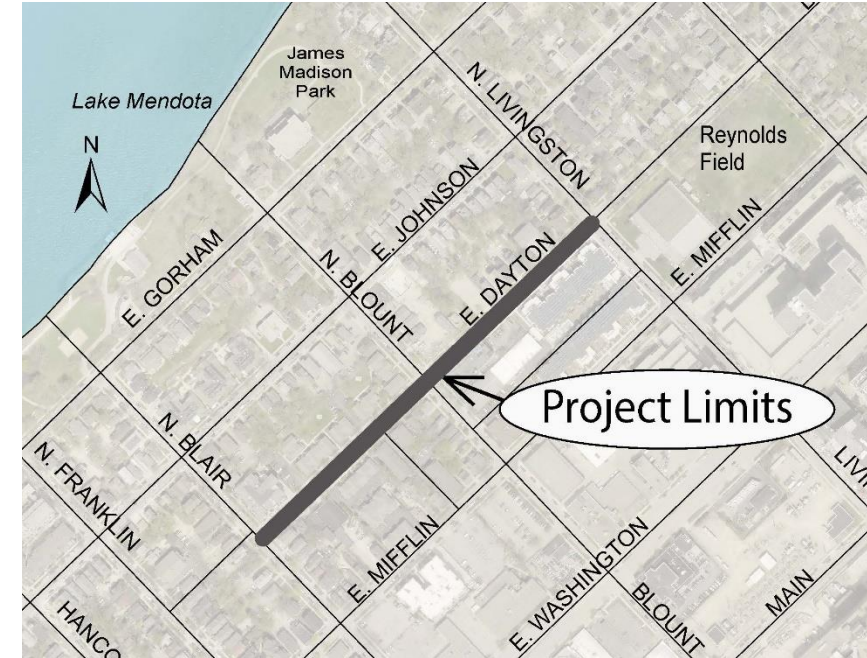 James
Madison
Park
Lake Mendota
N
N. LIVINGSTON
Reynolds
Field
E. JOHNSON
E. MIFFLIN
E. GORHAM
N. BLOUNT
E. DAYTON
Project Limits
N. BLAIR
N. FRANKLIN
E. MIFFLIN
E. WASHINGTON
BLOUNT
MAIN